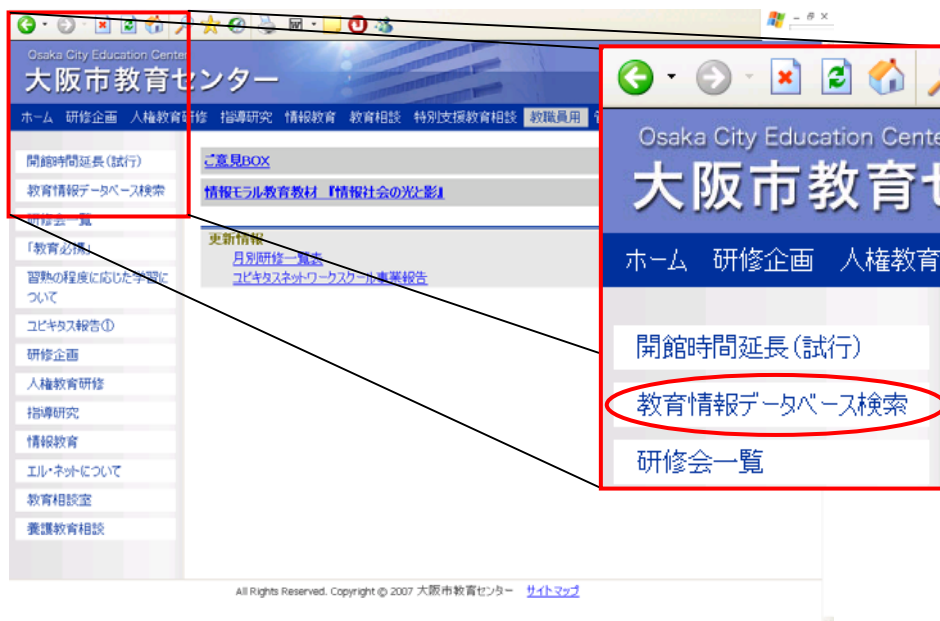 Osaka City Education Center
大阪市教育センター
ホーム 研修企画 人権教育研修 指導研究 情報教育 教育相談 特別支援教育相談 教職員用
開館時間延長(試行)
教育情報データベース検索
研修会一覧
「教育必携」
習熟の程度に応じた学習に
ついて
ユビキタス報告①
研修企画
人権教育研修
指導研究
情報教育
エル・ネットについて
教育相談室
養護教育相談
ご意見BOX
情報モラル教育教材 『情報社会の光と影』
更新情報
月別研修一覧表
ユビキタスネットワークスクール事業報告
All Rights Reserved. Copyright © 2007 大阪市教育センター サイトマップ
Osaka City Education Cente
大阪市教育セ
ホーム 研修企画 人権教育
開館時間延長(試行)
教育情報データベース検索
研修会一覧